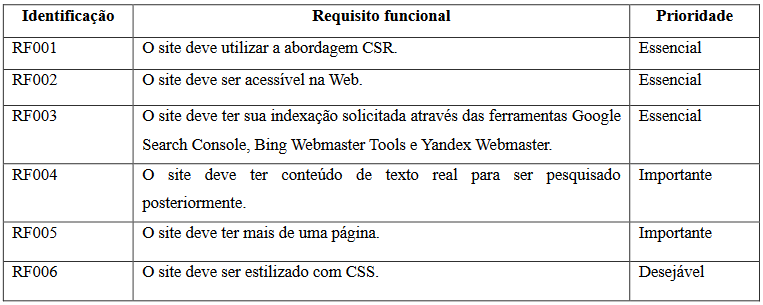 Identificação Requisito funcional Prioridade
RF001 O site deve utilizar a abordagem CSR. Essencial
RF002 O site deve ser acessível na Web. Essencial
RF003 O site deve ter sua indexação solicitada através das ferramentas Google Essencial
Search Console, Bing Webmaster Tools e Yandex Webmaster.
RF004 O site deve ter conteúdo de texto real para ser pesquisado Importante
posteriormente.
RF005 O site deve ter mais de uma página. Importante
RF006 O site deve ser estilizado com CSS. Desejável